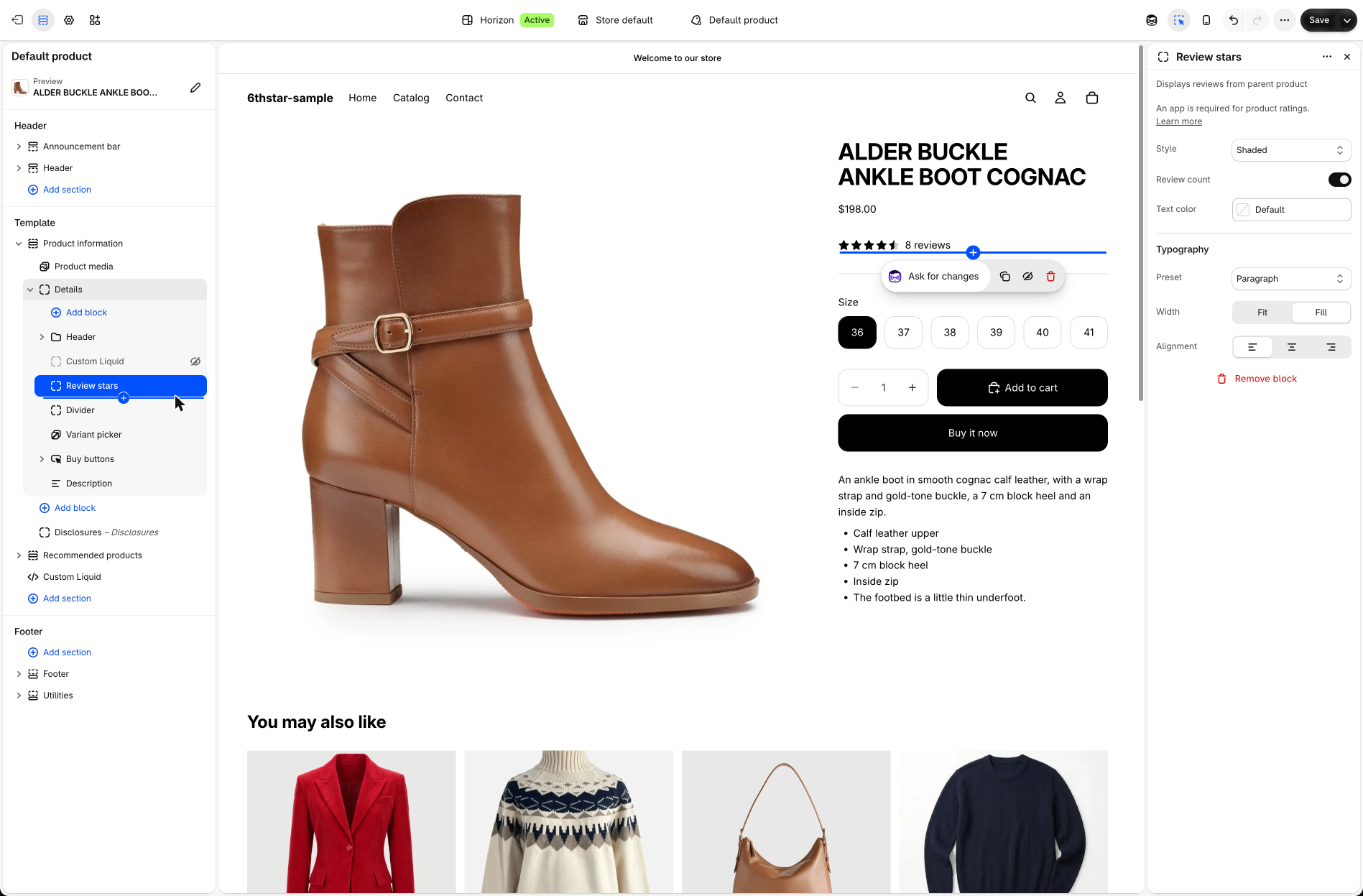 Horizon Active
Store default
Default product
Save
Default product
Preview
ALDER BUCKLE ANKLE BOO...
Header
Announcement bar
Header
Add section
Template
Product information
Product media
Details
Add block
Header
Custom Liquid
Review stars
Divider
Variant picker
Buy buttons
Description
Add block
Disclosures – Disclosures
Recommended products
Custom Liquid
Add section
Footer
Add section
Footer
Utilities
Welcome to our store
6thstar-sample Home Catalog Contact
ALDER BUCKLE
ANKLE BOOT COGNAC
$198.00
8 reviews
Ask for changes
Size
36 37 38 39 40 41
1
Add to cart
Buy it now
An ankle boot in smooth cognac calf leather, with a wrap
strap and gold-tone buckle, a 7 cm block heel and an
inside zip.
• Calf leather upper
• Wrap strap, gold-tone buckle
• 7 cm block heel
• Inside zip
• The footbed is a little thin underfoot.
You may also like
Review stars
Displays reviews from parent product
An app is required for product ratings.
Learn more
Style Shaded
Review count
Text color Default
Typography
Preset Paragraph
Width Fit Fill
Alignment
Remove block